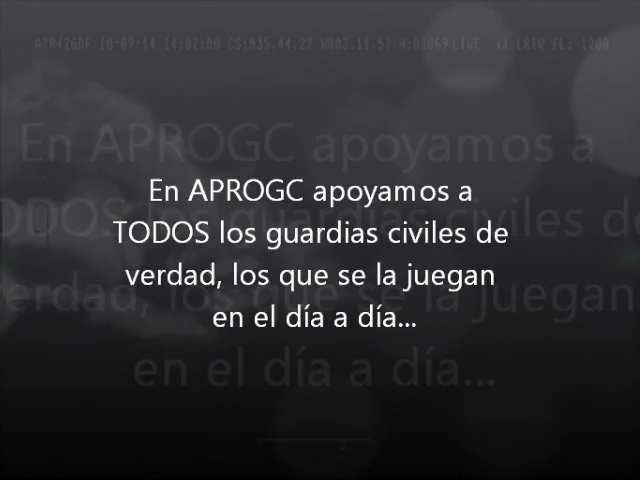 En APROGC apoyamos a
TODOS los guardias civiles de
verdad, los que se la juegan
en el día a día...